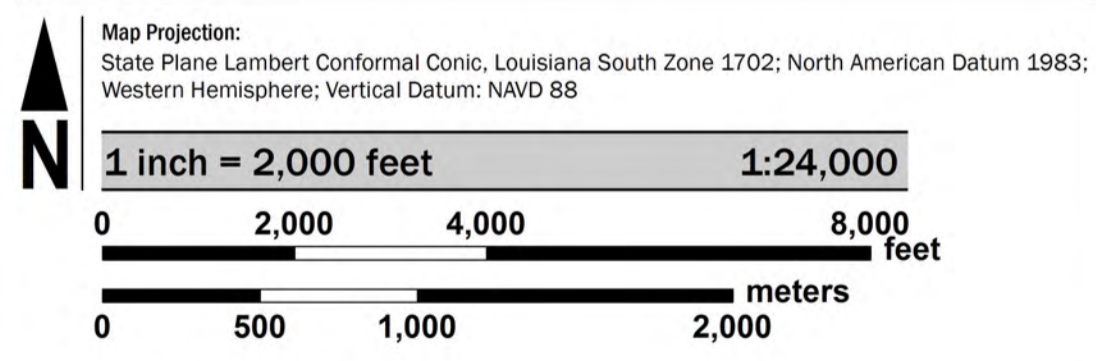 Map Projection:
State Plane Lambert Conformal Conic, Louisiana South Zone 1702; North American Datum 1983;
Western Hemisphere; Vertical Datum: NAVD 88
N
1 inch = 2,000 feet 1:24,000
0 2,000 4,000 8,000
feet
meters
0 500 1,000 2,000